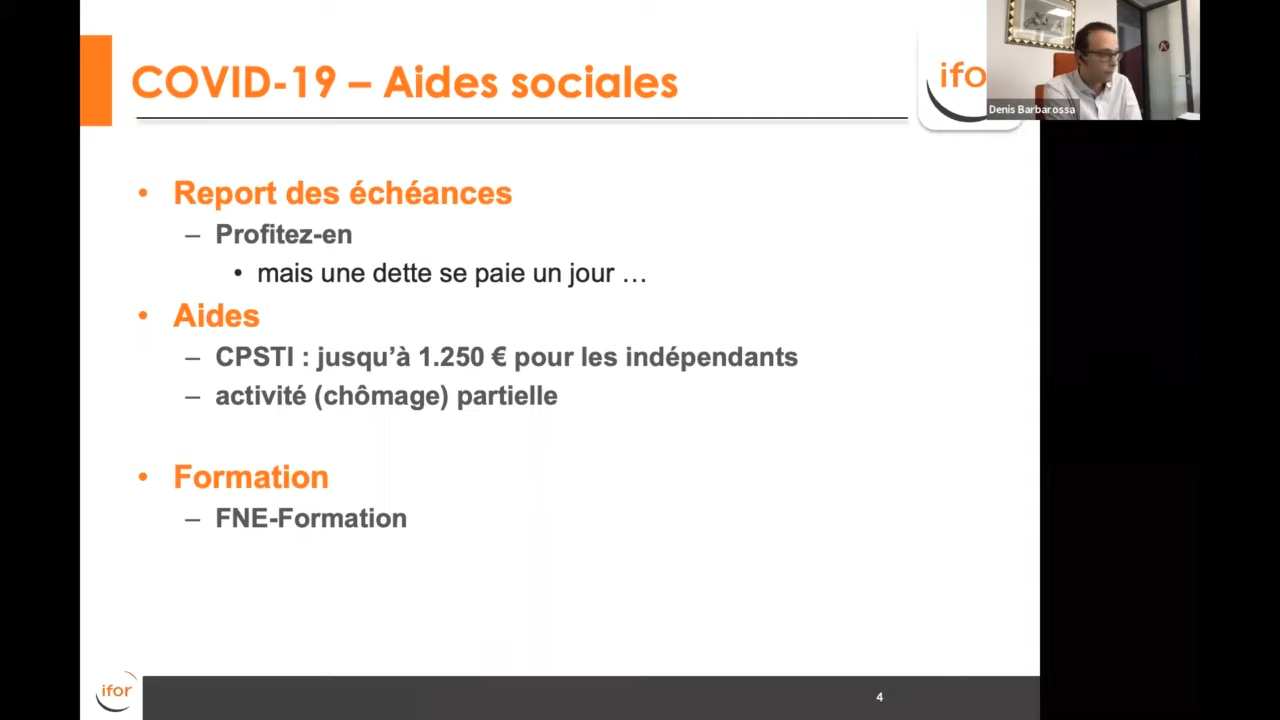 COVID-19 – Aides sociales
ifo
Denis Barbarossa
• Report des échéances
– Profitez-en
• mais une dette se paie un jour …
• Aides
– CPSTI : jusqu’à 1.250 € pour les indépendants
– activité (chômage) partielle
• Formation
– FNE-Formation
ifor
4